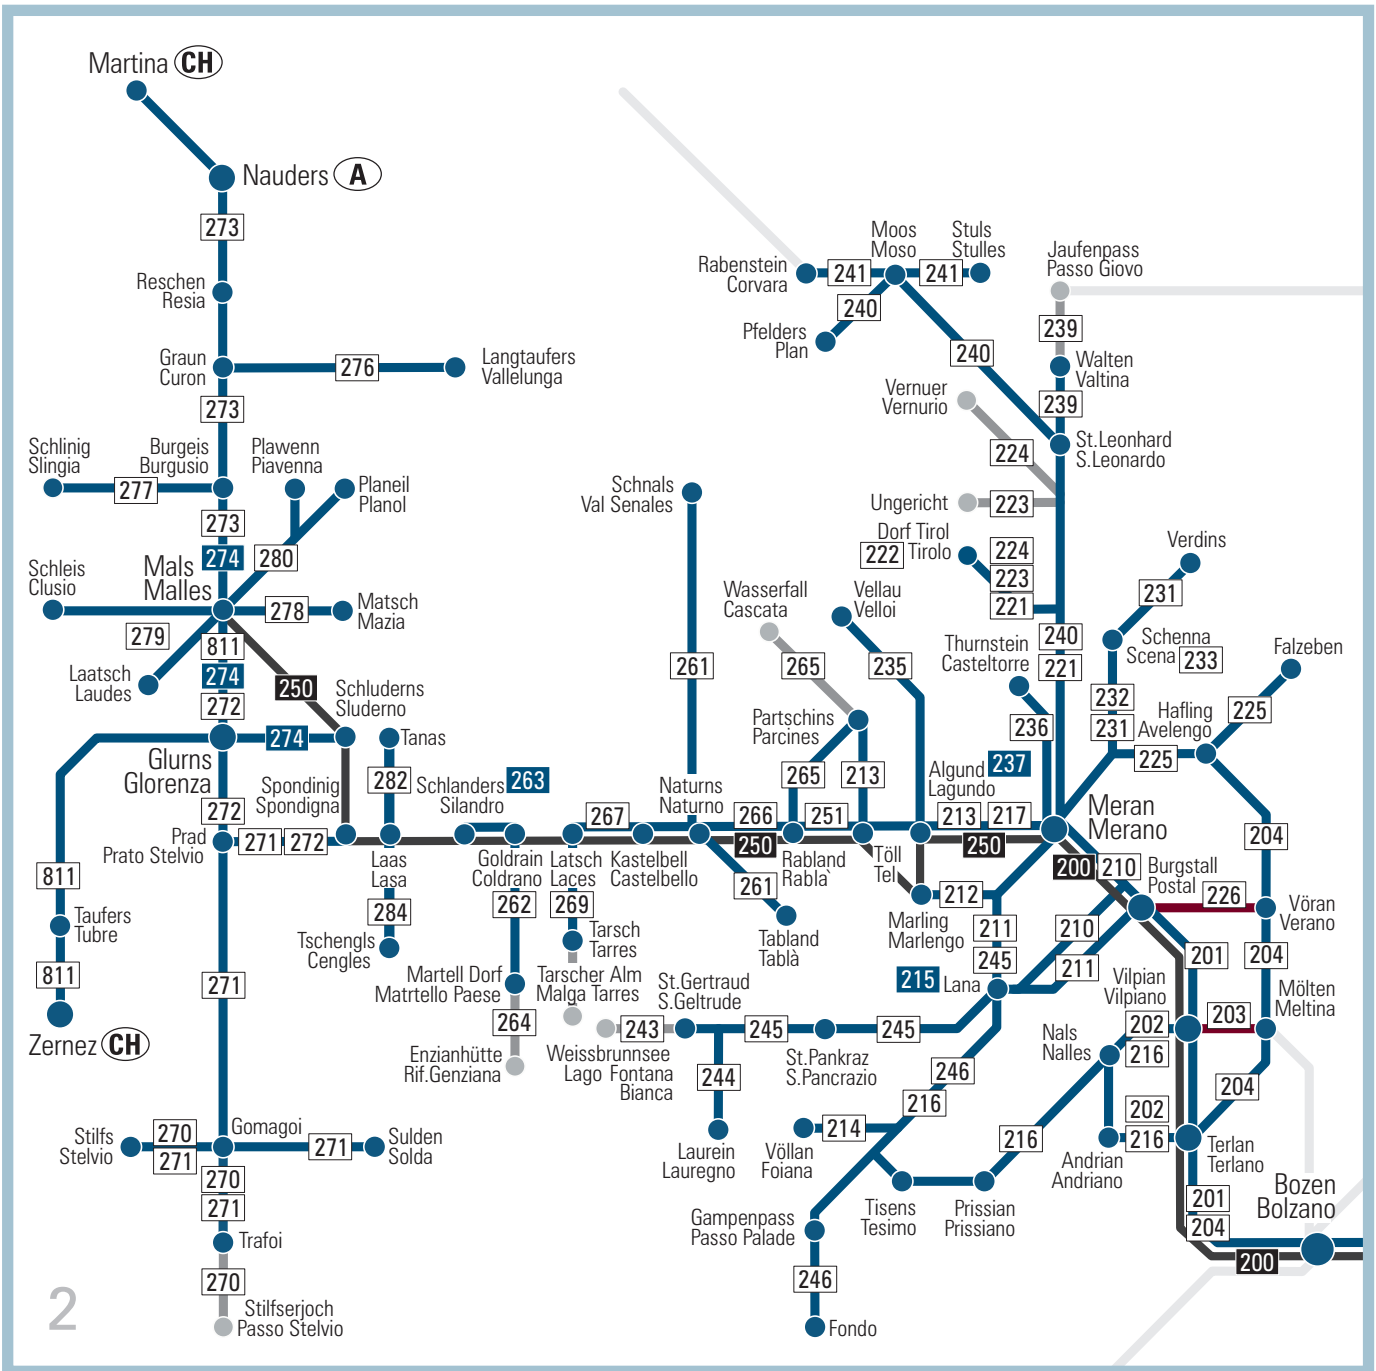 Martina CH
Nauders A
273
Reschen
Resia
Graun
Curon
276
Langtaufers
Vallelunga
273
Schlinig
Slingia
277
Burgeis
Burgusio
Plawenn
Piavenna
Planeil
Planol
273
274
280
Mals
Malles
Schleis
Clusio
278
Matsch
Mazia
279
811
Laatsch
Laudes
274
250
272
Schluderns
Sluderno
274
Glurns
Glorenza
Tanas
282
Spondinig
Spondigna
Schlanders
Silandro
263
272
Prad
Prato Stelvio
271
272
Laas
Lasa
811
Taufers
Tubre
811
Zernez CH
284
Tschengls
Cengles
271
Goldrain
Coldrano
262
Martell Dorf
Matrtello Paese
264
Enzianhütte
Rif.Genziana
Latsch
Laces
269
Tarsch
Tarres
Tarscher Alm
Malga Tarres
267
Kastelbell
Castelbello
Schnals
Val Senales
261
Naturns
Naturno
266
251
250
261
Tabland
Tablà
Wasserfall
Cascata
265
Partschins
Parcines
265
213
Rabland
Rablà
Vellau
Velloi
235
Töll
Tel
Algund
Lagundo
237
213
217
250
Rabenstein
Corvara
241
Moos
Moso
241
Stuls
Stulles
240
Pfelders
Plan
240
Jaufenpass
Passo Giovo
239
Walten
Valtina
239
St.Leonhard
S.Leonardo
Vernuer
Vernurio
224
Ungericht
223
Dorf Tirol
Tirolo
222
224
223
221
240
221
Thurnstein
Casteltorre
236
Verdins
231
Schenna
Scena
233
232
231
Falzeben
225
Hafling
Avelengo
225
Meran
Merano
204
200
210
Burgstall
Postal
226
Vöran
Verano
212
Marling
Marlengo
211
245
210
211
201
204
215
Lana
Vilpian
Vilpiano
Mölten
Meltina
203
202
216
Nals
Nalles
204
202
216
Andrian
Andriano
Terlan
Terlano
201
204
200
Bozen
Bolzano
St.Gertraud
S.Geltrude
243
245
245
Weissbrunnsee
Lago Fontana
Bianca
St.Pankraz
S.Pancrazio
244
Laurein
Lauregno
246
216
214
Völlan
Foiana
216
Tisens
Tesimo
Prissian
Prissiano
Gampenpass
Passo Palade
246
Fondo
Stilfs
Stelvio
270
271
Gomagoi
271
Sulden
Solda
270
271
Trafoi
270
Stilfserjoch
Passo Stelvio
2